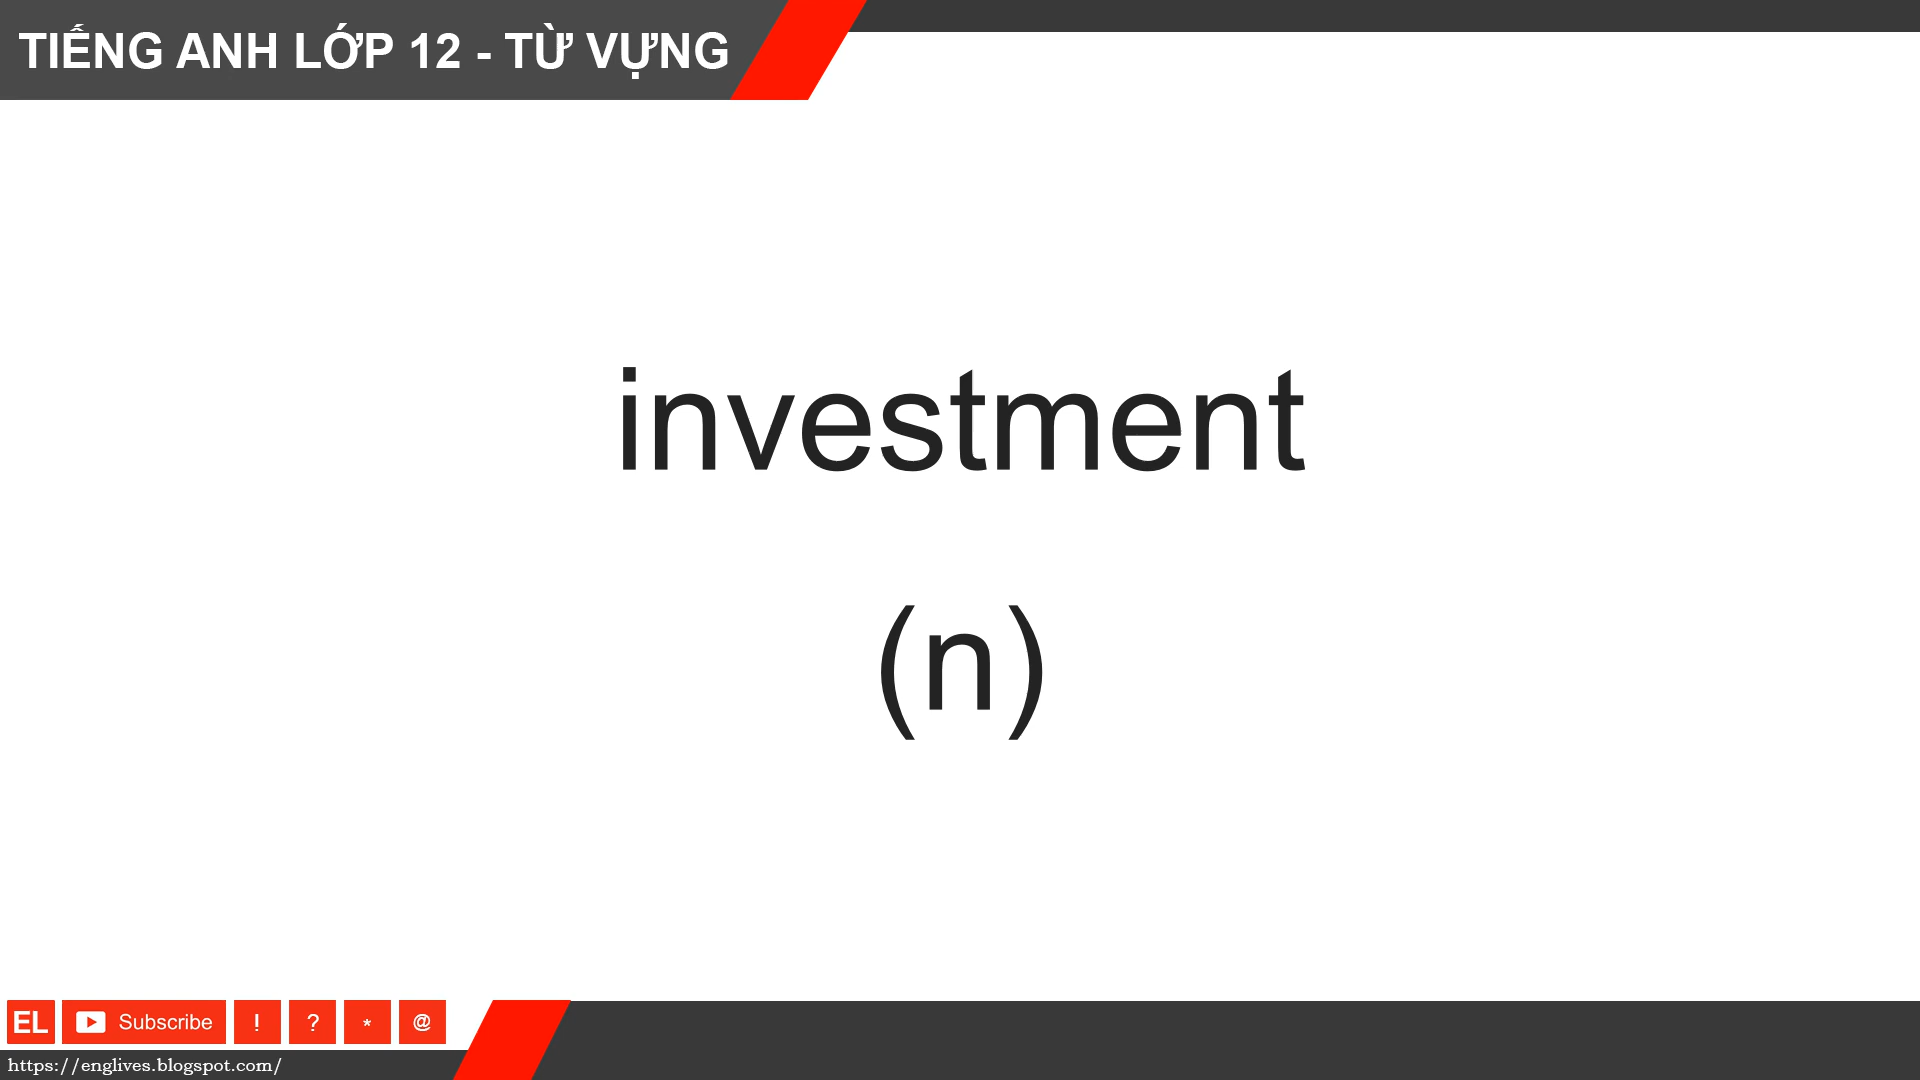 TIẾNG ANH LỚP 12 - TỪ VỰNG
investment
(n)
EL Subscribe ! ? * @
https://englives.blogspot.com/